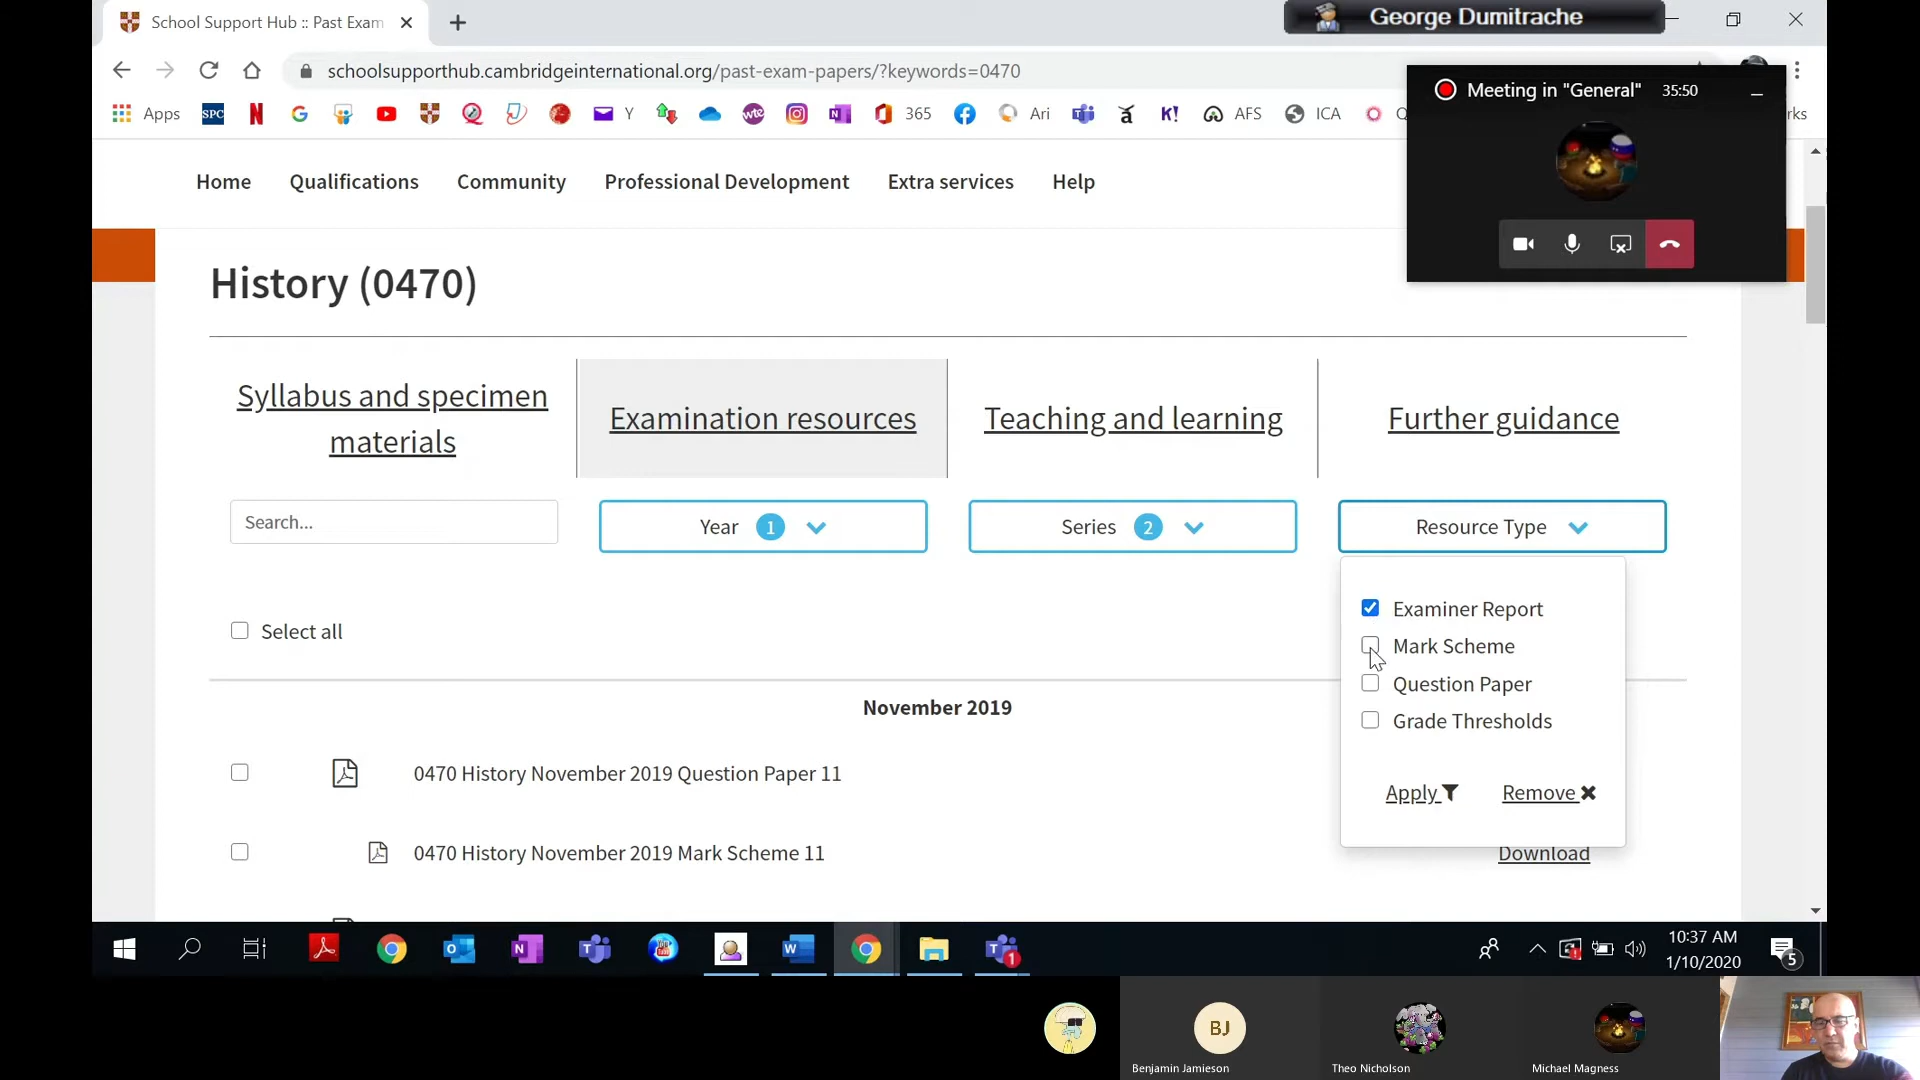 School Support Hub :: Past Exam
George Dumitrache
schoolsupporthub.cambridgeinternational.org/past-exam-papers/?keywords=0470
Meeting in "General" 35:50
Apps
SPC
Y
wte
365
Ari
K!
AFS
ICA
rks
Home Qualifications Community Professional Development Extra services Help
History (0470)
Syllabus and specimen
materials
Examination resources
Teaching and learning
Further guidance
Search...
Year 1
Series 2
Resource Type
Select all
Examiner Report
Mark Scheme
Question Paper
Grade Thresholds
Apply
Remove
November 2019
0470 History November 2019 Question Paper 11
0470 History November 2019 Mark Scheme 11
Download
10:37 AM
1/10/2020
1
5
BJ
Benjamin Jamieson
Theo Nicholson
Michael Magness